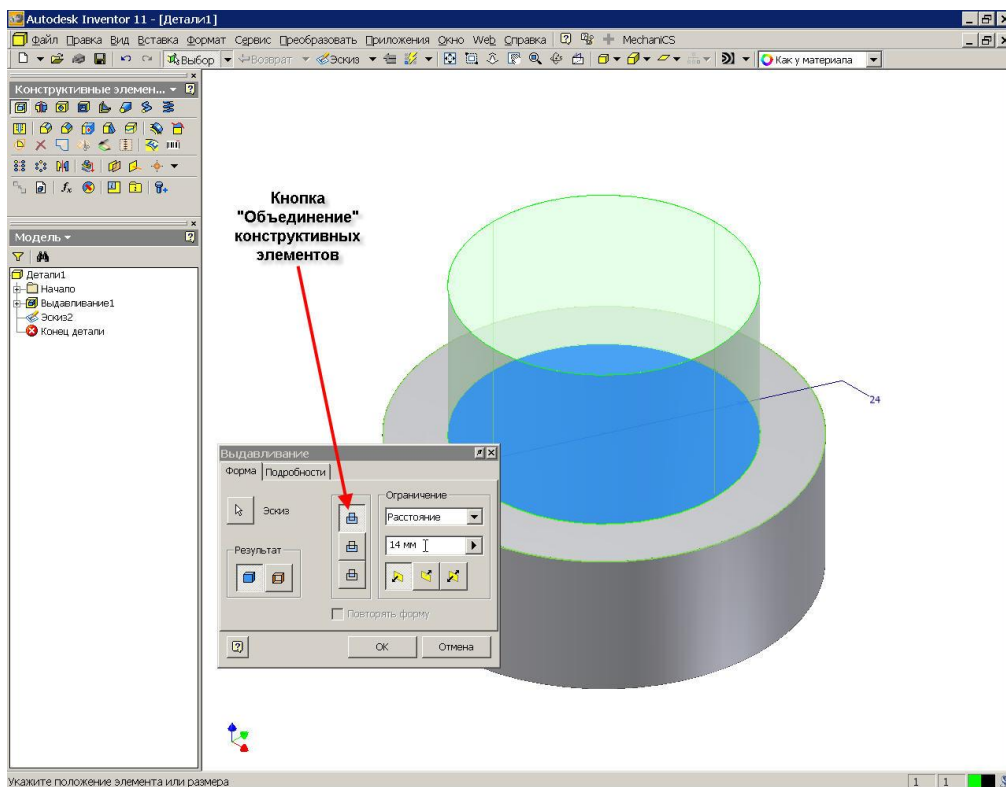 Autodesk Inventor 11 - [Детали1]
Файл Правка Вид Вставка Формат Сервис Преобразовать Приложения Окно Web Справка MechaniCS
Выбор Возврат Эскиз Как у материала
Конструктивные элемен...
Модель
Детали1
Начало
Выдавливание1
Эскиз2
Конец детали
Кнопка
"Объединение"
конструктивных
элементов
24
Выдавливание
Форма Подробности
Эскиз
Ограничение
Расстояние
14 мм
Результат
Повторять форму
ОК Отмена
Укажите положение элемента или размера
1 1